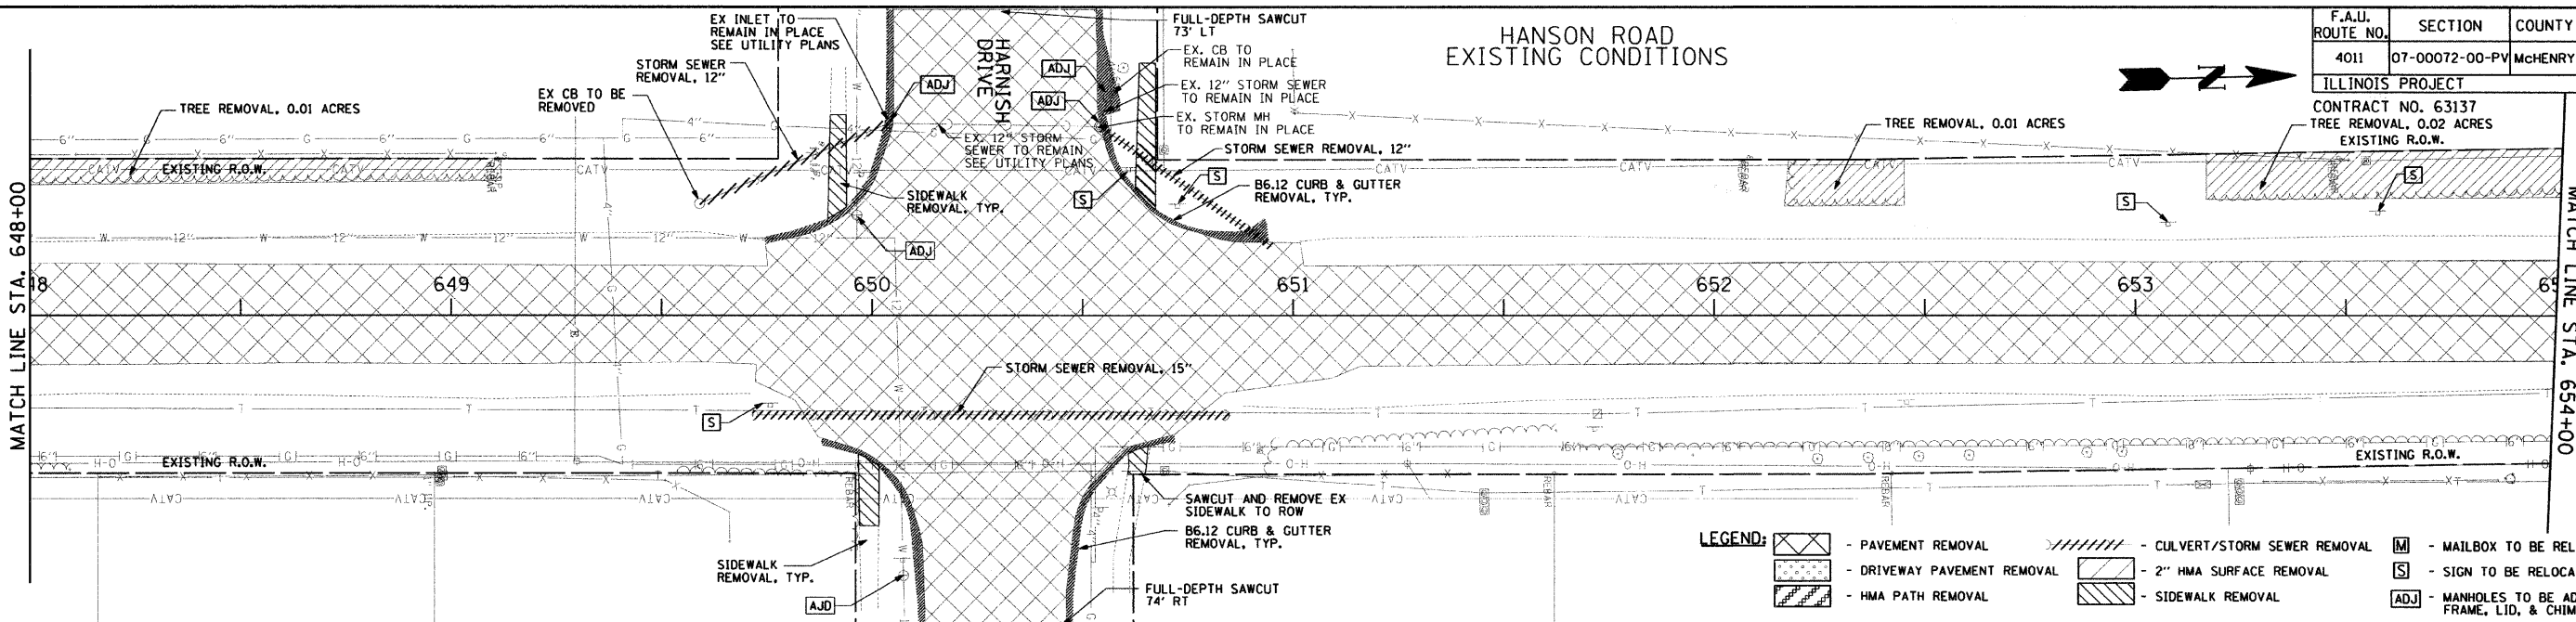 HANSON ROAD
EXISTING CONDITIONS
F.A.U.
ROUTE NO.
SECTION
COUNTY
4011
07-00072-00-PV
McHENRY
ILLINOIS PROJECT
CONTRACT NO. 63137
TREE REMOVAL, 0.02 ACRES
EXISTING R.O.W.
N
EX INLET TO
REMAIN IN PLACE
SEE UTILITY PLANS
STORM SEWER
REMOVAL, 12"
EX CB TO BE
REMOVED
TREE REMOVAL, 0.01 ACRES
EXISTING R.O.W.
HARNISH
DRIVE
FULL-DEPTH SAWCUT
73' LT
EX. CB TO
REMAIN IN PLACE
EX. 12" STORM SEWER
TO REMAIN IN PLACE
EX. STORM MH
TO REMAIN IN PLACE
STORM SEWER REMOVAL, 12"
B6.12 CURB & GUTTER
REMOVAL, TYP.
EX. 12" STORM
SEWER TO REMAIN
SEE UTILITY PLANS
SIDEWALK
REMOVAL, TYP.
ADJ
ADJ
ADJ
ADJ
S
S
S
S
TREE REMOVAL, 0.01 ACRES
MATCH LINE STA. 648+00
649
650
651
652
653
MATCH LINE STA. 654+00
STORM SEWER REMOVAL, 15"
S
EXISTING R.O.W.
EXISTING R.O.W.
SAWCUT AND REMOVE EX
SIDEWALK TO ROW
B6.12 CURB & GUTTER
REMOVAL, TYP.
SIDEWALK
REMOVAL, TYP.
AJD
FULL-DEPTH SAWCUT
74' RT
LEGEND:
- PAVEMENT REMOVAL
- DRIVEWAY PAVEMENT REMOVAL
- HMA PATH REMOVAL
- CULVERT/STORM SEWER REMOVAL
- 2" HMA SURFACE REMOVAL
- SIDEWALK REMOVAL
M - MAILBOX TO BE REL
S - SIGN TO BE RELOCA
ADJ - MANHOLES TO BE AD
FRAME, LID, & CHIM